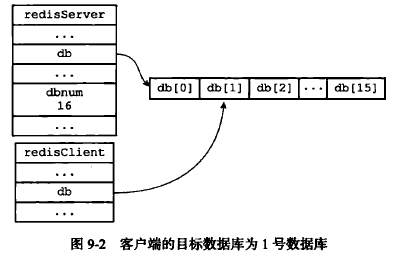 redisServer
...
db
...
dbnum
16
...
db[0] db[1] db[2] ... db[15]
redisClient
...
db
...
图 9-2 客户端的目标数据库为 1 号数据库